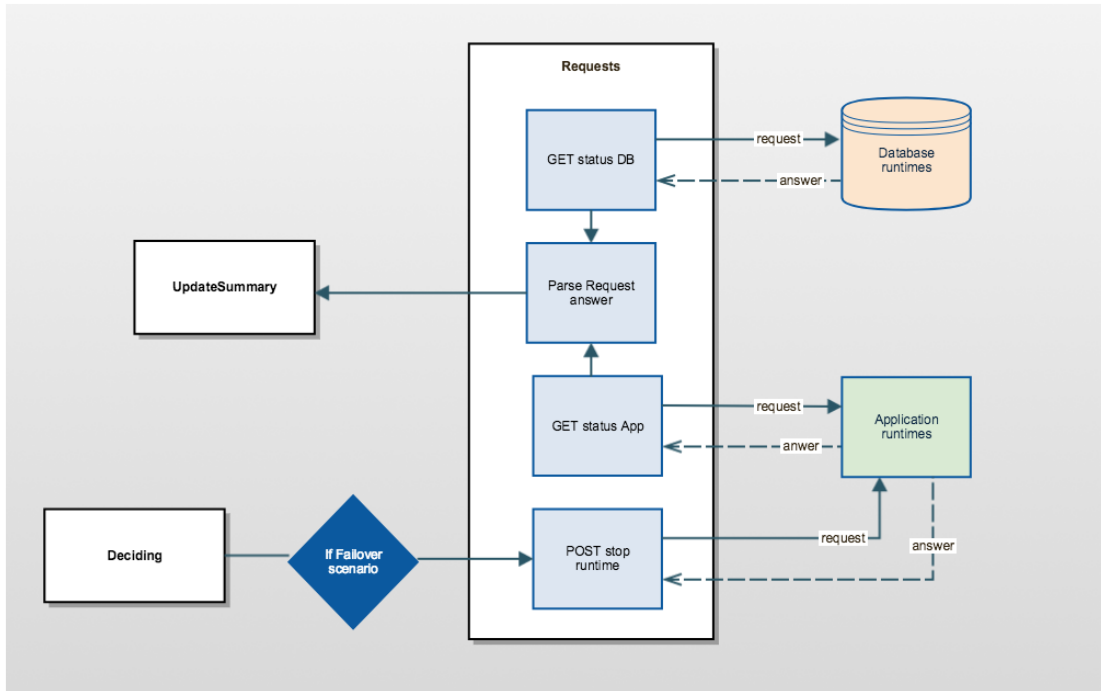 Requests
GET status DB
request
answer
Database
runtimes
UpdateSummary
Parse Request
answer
GET status App
request
anwer
Application
runtimes
Deciding
If Failover
scenario
POST stop
runtime
request
answer